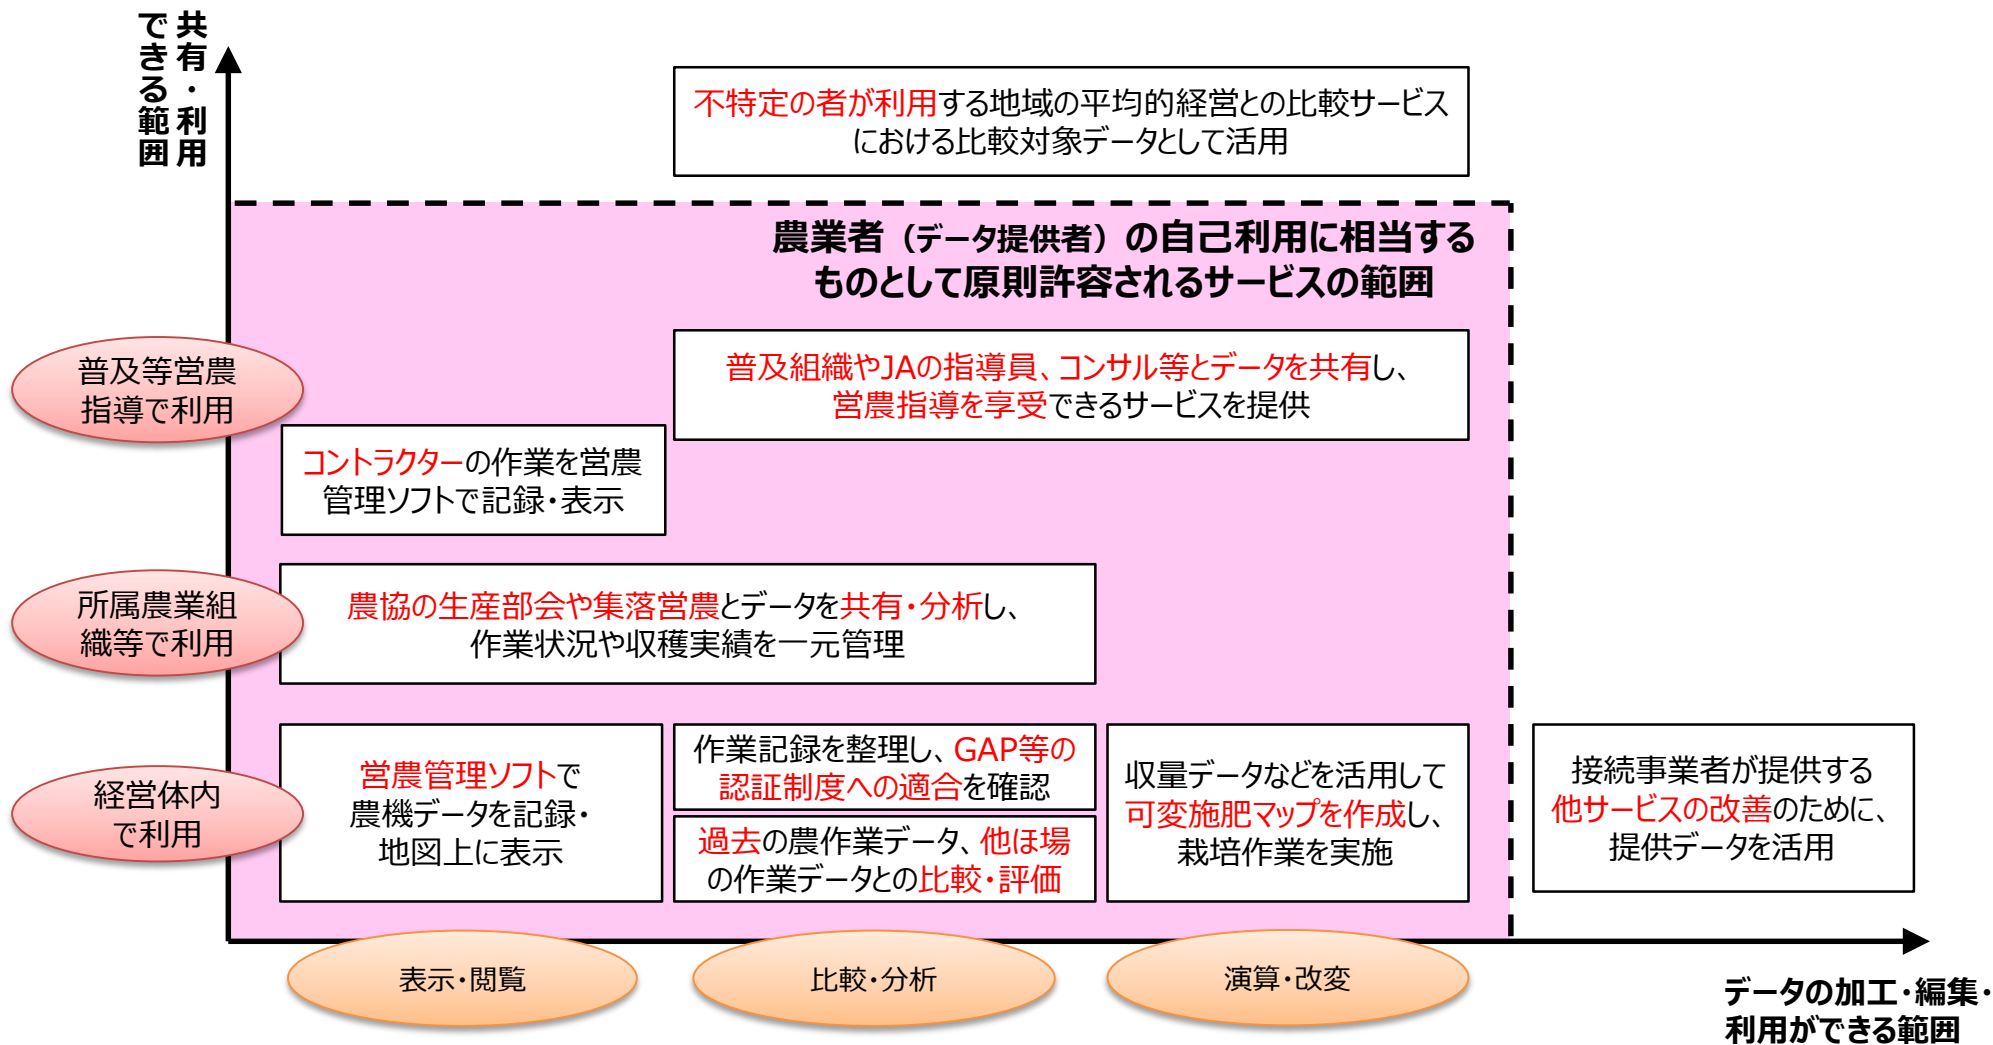 共有・利用
できる範囲
不特定の者が利用する地域の平均的経営との比較サービス
における比較対象データとして活用
農業者（データ提供者）の自己利用に相当する
ものとして原則許容されるサービスの範囲
普及等営農
指導で利用
普及組織やJAの指導員、コンサル等とデータを共有し、
営農指導を享受できるサービスを提供
コントラクターの作業を営農
管理ソフトで記録・表示
所属農業組
織等で利用
農協の生産部会や集落営農とデータを共有・分析し、
作業状況や収穫実績を一元管理
経営体内
で利用
営農管理ソフトで
農機データを記録・
地図上に表示
作業記録を整理し、GAP等の
認証制度への適合を確認
過去の農作業データ、他ほ場
の作業データとの比較・評価
収量データなどを活用して
可変施肥マップを作成し、
栽培作業を実施
接続事業者が提供する
他サービスの改善のために、
提供データを活用
表示・閲覧
比較・分析
演算・改変
データの加工・編集・
利用ができる範囲